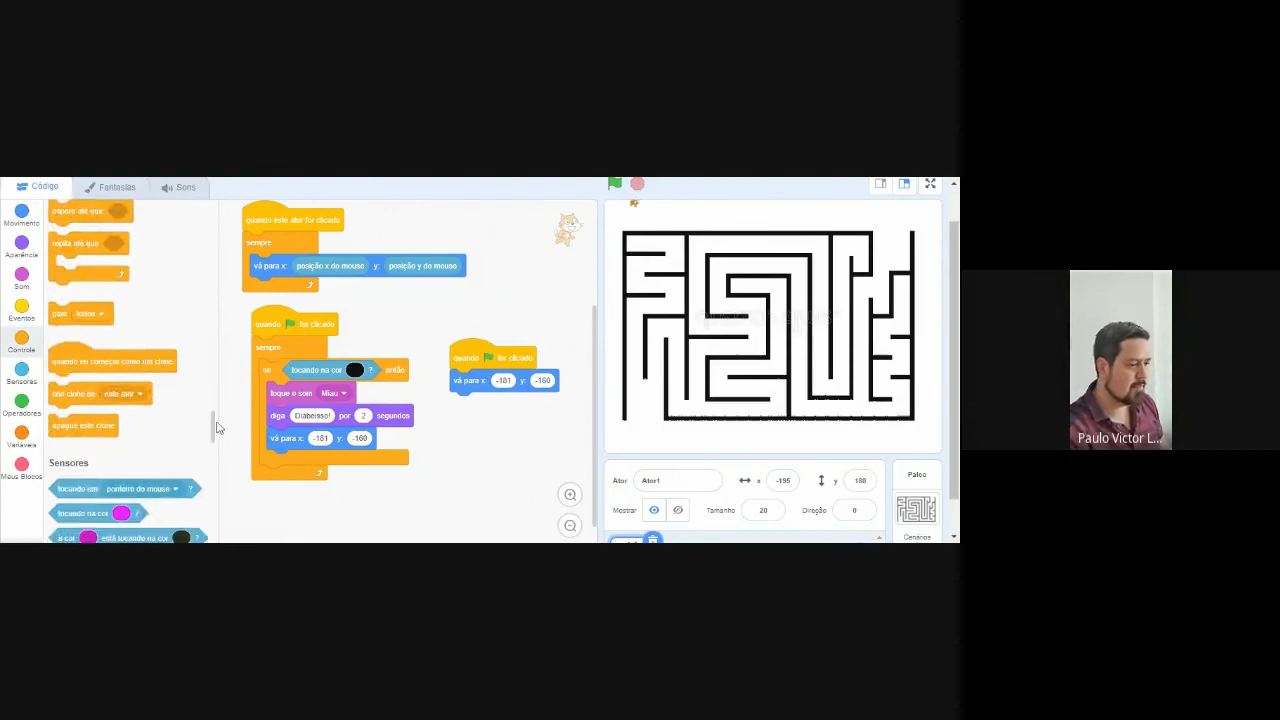 Código
Fantasias
Sons
Movimento
Aparência
Som
Eventos
Controle
Sensores
Operadores
Variáveis
Meus Blocos
espere até que
repita até que
pare todos
quando eu começar como um clone
crie clone de este ator
apague este clone
Sensores
tocando em ponteiro do mouse ?
tocando na cor ?
a cor está tocando na cor ?
quando este ator for clicado
sempre
vá para x: posição x do mouse y: posição y do mouse
quando for clicado
sempre
se tocando na cor ? então
toque o som Miau
diga Diabeisso! por 2 segundos
vá para x: -181 y: -160
quando for clicado
vá para x: -181 y: -160
Ator Ator1 x -195 y 180
Mostrar Tamanho 20 Direção 0
Palco
Cenários
Paulo Victor L...